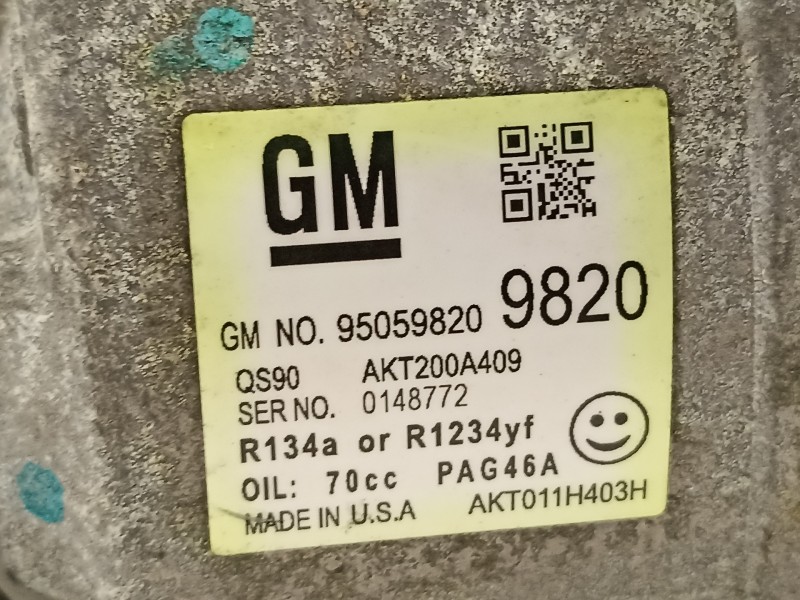 GM
GM NO. 95059820 9820
QS90 AKT200A409
SER NO. 0148772
R134a or R1234yf
OIL: 70cc PAG46A
MADE IN U.S.A AKT011H403H